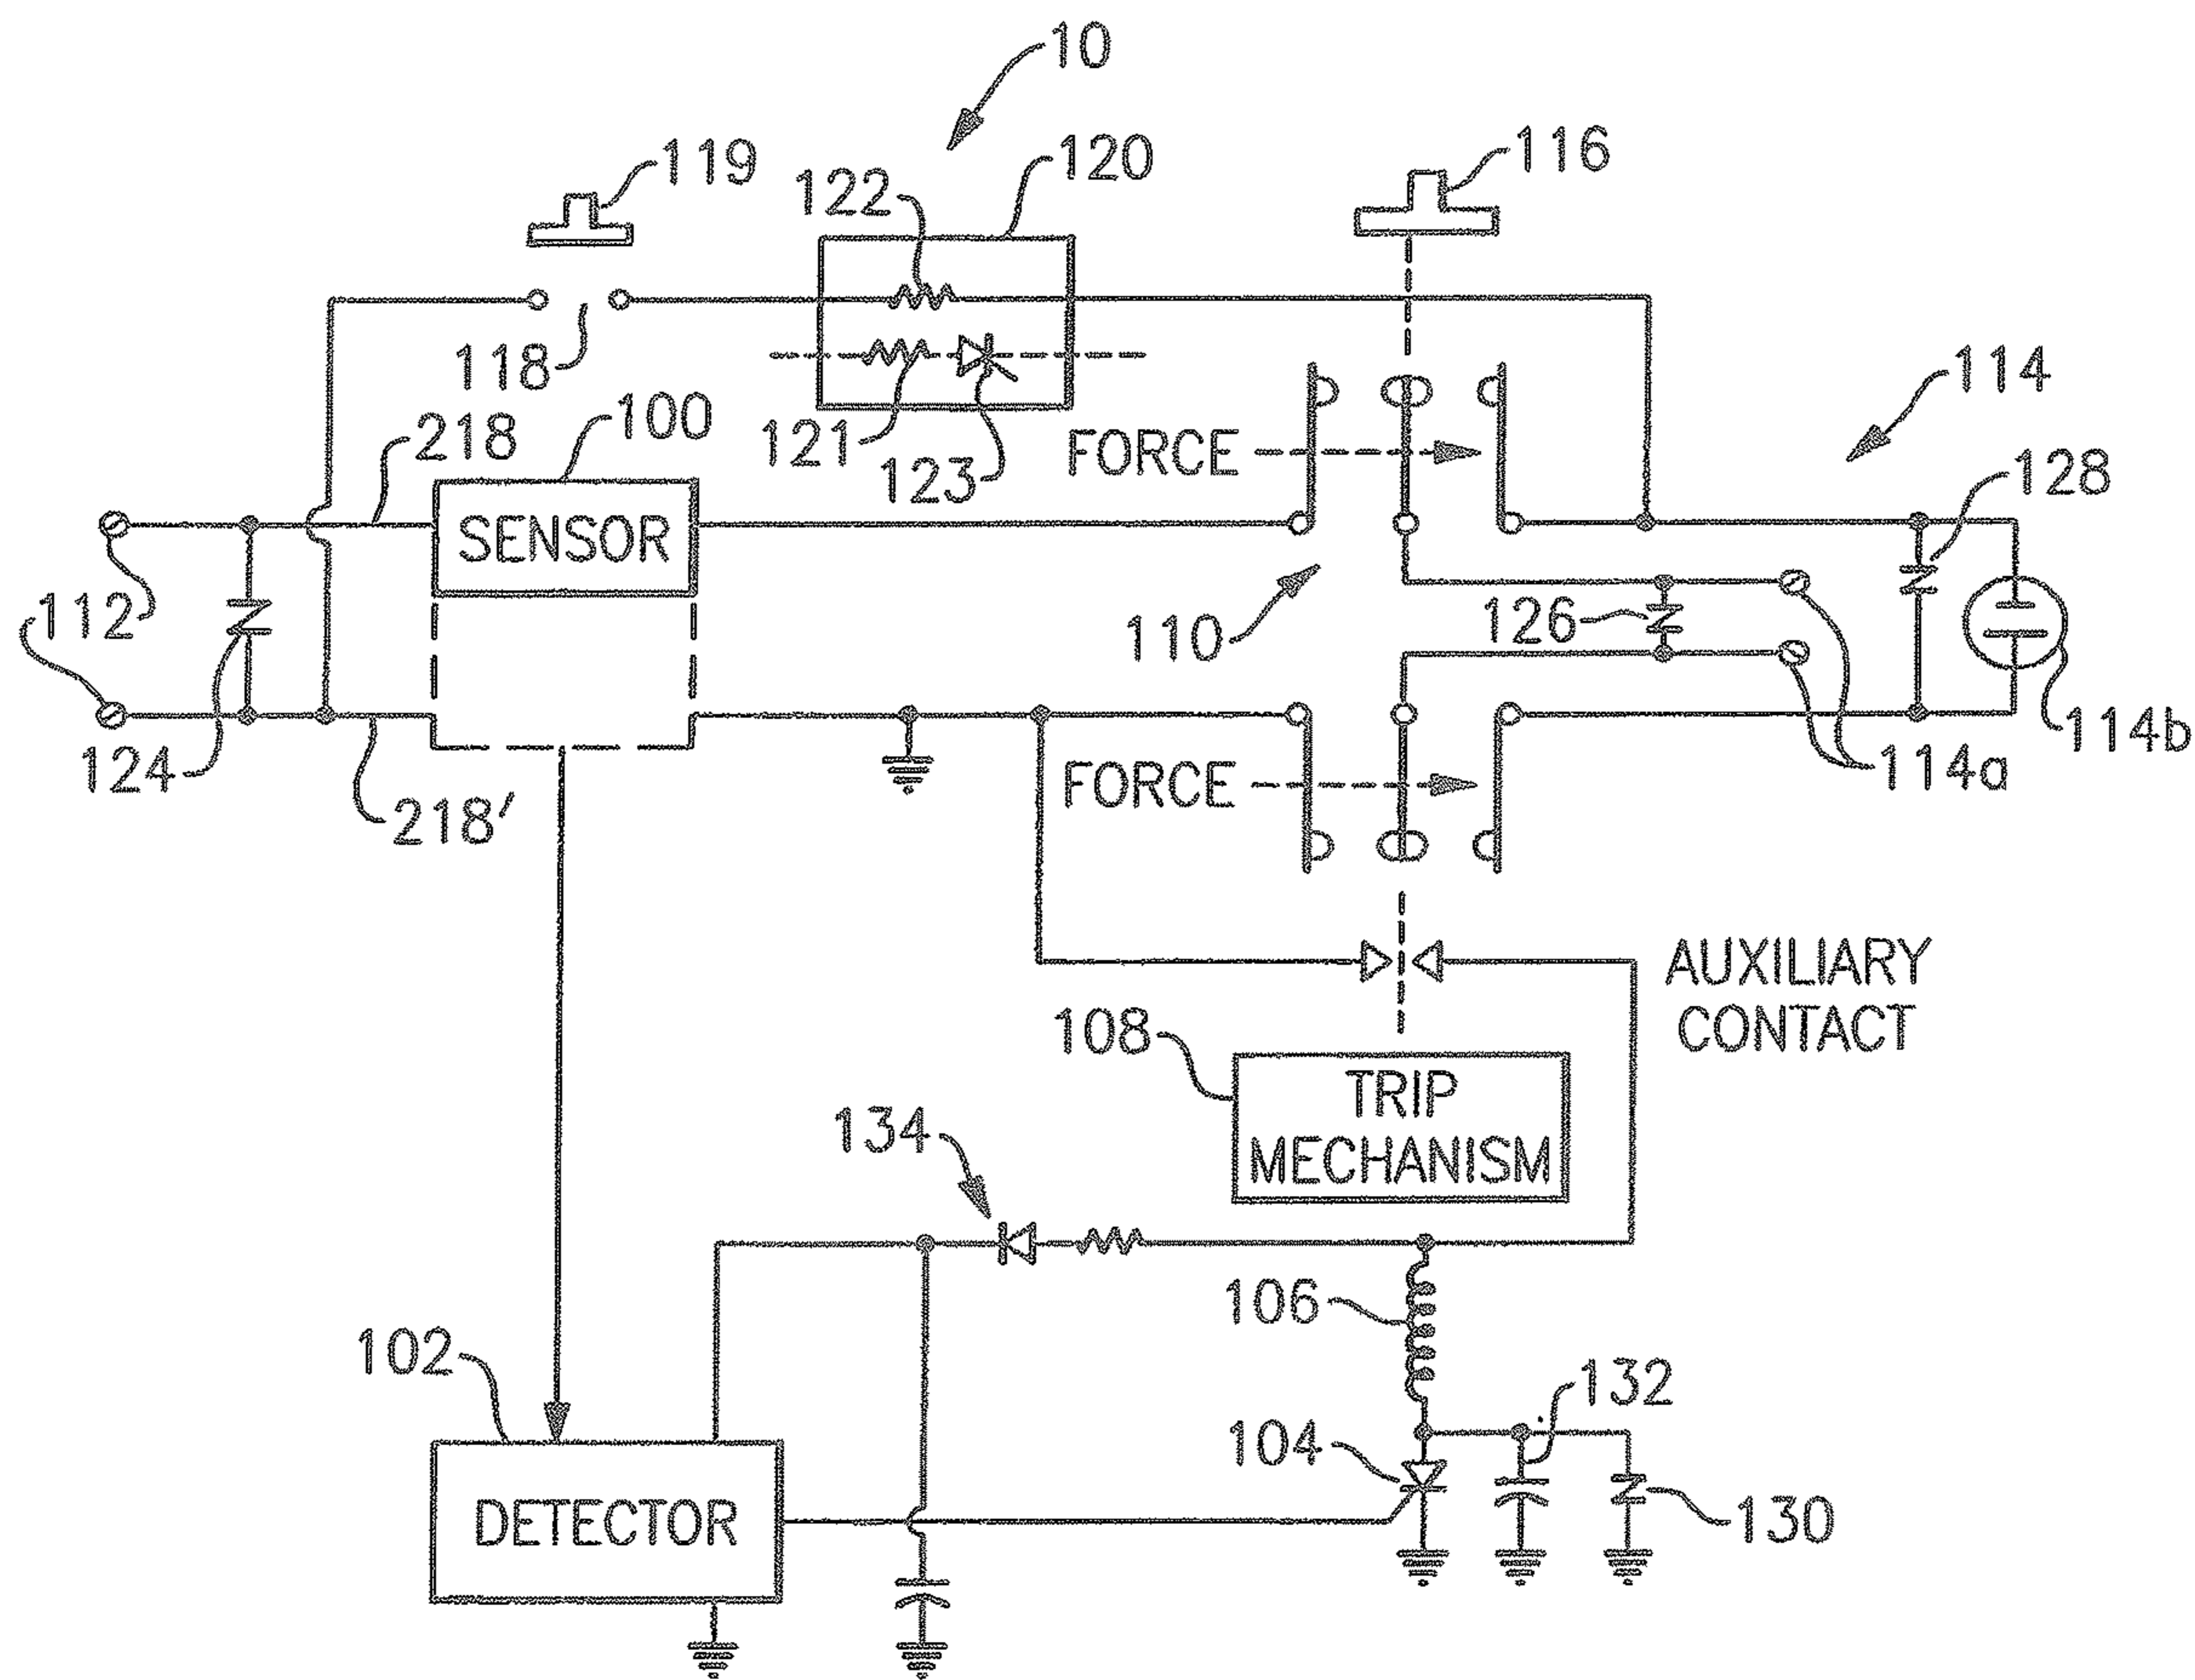 10
119
122
120
116
118
121
123
114
218
100
FORCE
128
SENSOR
112
110
126
124
218'
FORCE
114a
114b
AUXILIARY
CONTACT
108
TRIP
MECHANISM
134
106
102
132
104
DETECTOR
130